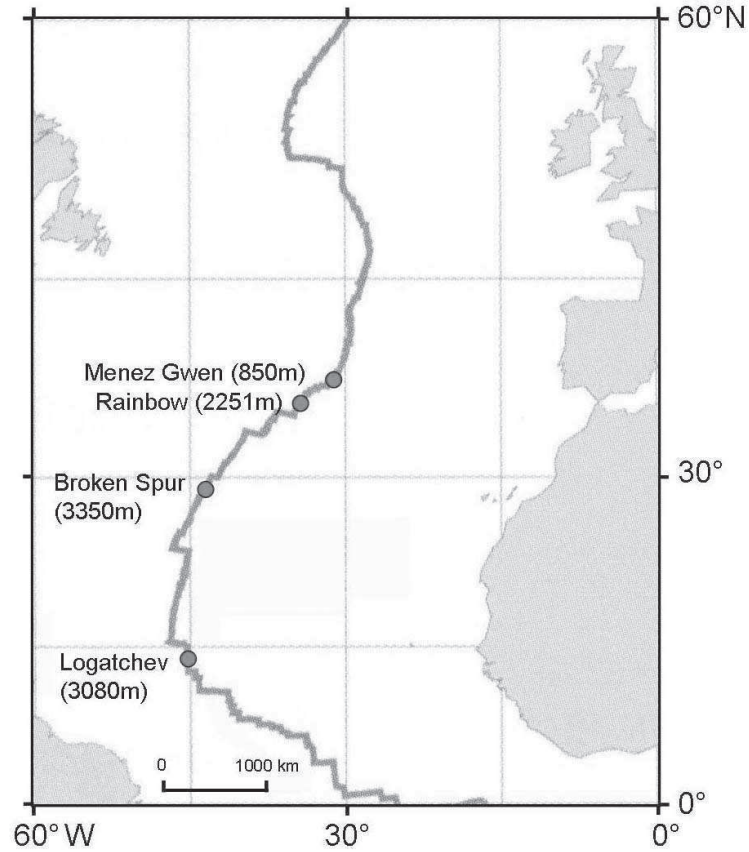 60°N
Menez Gwen (850m)
Rainbow (2251m)
30°
Broken Spur
(3350m)
Logatchev
(3080m)
0 1000 km
0°
60°W 30° 0°